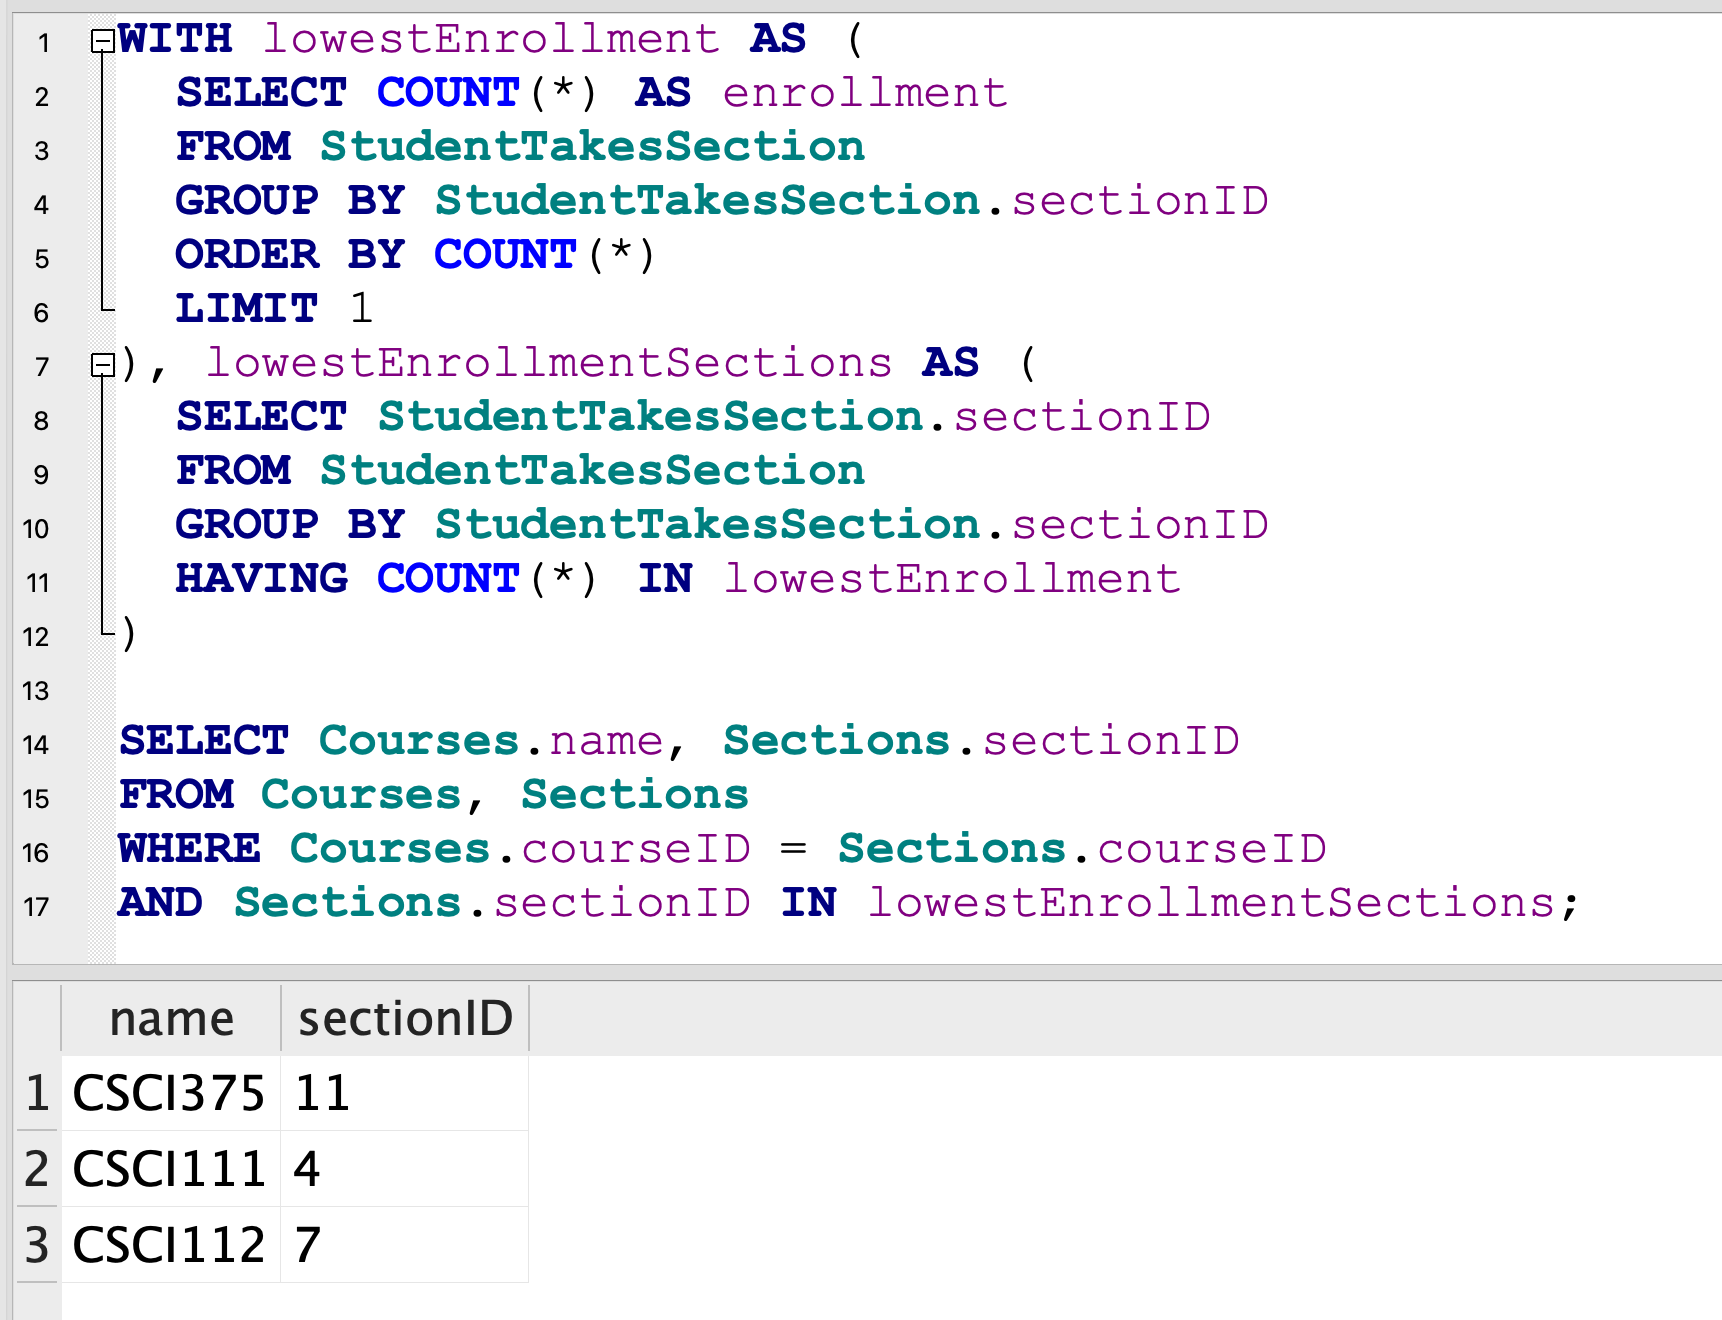 1 WITH lowestEnrollment AS (
2 SELECT COUNT(*) AS enrollment
3 FROM StudentTakesSection
4 GROUP BY StudentTakesSection.sectionID
5 ORDER BY COUNT(*)
6 LIMIT 1
7 ), lowestEnrollmentSections AS (
8 SELECT StudentTakesSection.sectionID
9 FROM StudentTakesSection
10 GROUP BY StudentTakesSection.sectionID
11 HAVING COUNT(*) IN lowestEnrollment
12 )
13
14 SELECT Courses.name, Sections.sectionID
15 FROM Courses, Sections
16 WHERE Courses.courseID = Sections.courseID
17 AND Sections.sectionID IN lowestEnrollmentSections;
name sectionID
1 CSCI375 11
2 CSCI111 4
3 CSCI112 7